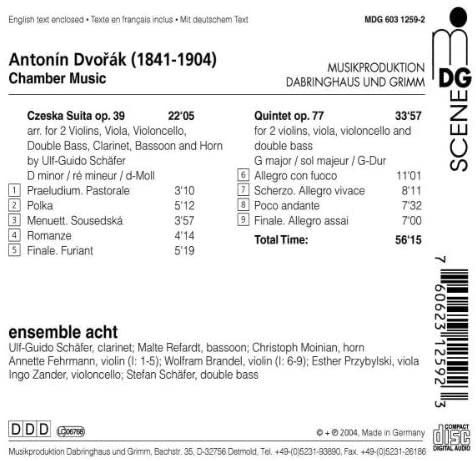 English text enclosed • Texte en français inclus • Mit deutschem Text
MDG 603 1259-2
Antonín Dvořák (1841-1904)
Chamber Music
MUSIKPRODUKTION
DABRINGHAUS UND GRIMM
MDG
SCENE
Czeska Suita op. 39 22'05
arr. for 2 Violins, Viola, Violoncello,
Double Bass, Clarinet, Bassoon and Horn
by Ulf-Guido Schäfer
D minor / ré mineur / d-Moll
1 Praeludium. Pastorale 3'10
2 Polka 5'12
3 Menuett. Sousedská 3'57
4 Romanze 4'14
5 Finale. Furiant 5'19
Quintet op. 77 33'57
for 2 violins, viola, violoncello and
double bass
G major / sol majeur / G-Dur
6 Allegro con fuoco 11'01
7 Scherzo. Allegro vivace 8'11
8 Poco andante 7'32
9 Finale. Allegro assai 7'00
Total Time: 56'15
ensemble acht
Ulf-Guido Schäfer, clarinet; Malte Refardt, bassoon; Christoph Moinian, horn
Annette Fehrmann, violin (I: 1-5); Wolfram Brandel, violin (I: 6-9); Esther Przybylski, viola
Ingo Zander, violoncello; Stefan Schäfer, double bass
7 60623 12592 3
DDD
LC 06768
© + ℗ 2004, Made in Germany
COMPACT
disc
DIGITAL AUDIO
Musikproduktion Dabringhaus und Grimm, Bachstr. 35, D-32756 Detmold, Tel. +49-(0)5231-93890, Fax: +49-(0)5231-26186